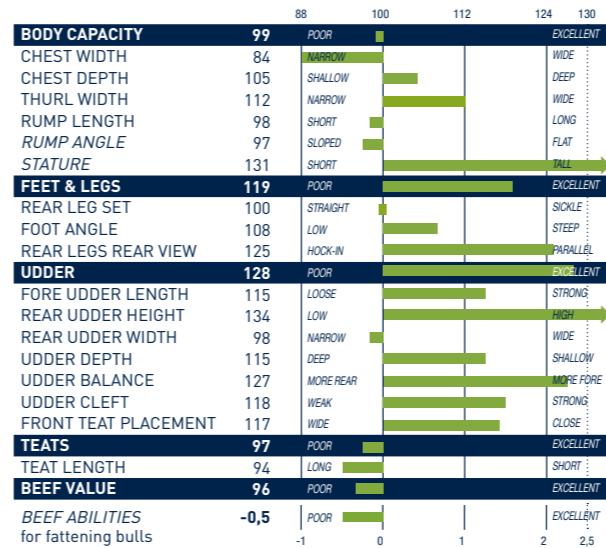 88 100 112 124 130
BODY CAPACITY 99 POOR EXCELLENT
CHEST WIDTH 84 NARROW WIDE
CHEST DEPTH 105 SHALLOW DEEP
THURL WIDTH 112 NARROW WIDE
RUMP LENGTH 98 SHORT LONG
RUMP ANGLE 97 SLOPED FLAT
STATURE 131 SHORT TALL
FEET & LEGS 119 POOR EXCELLENT
REAR LEG SET 100 STRAIGHT SICKLE
FOOT ANGLE 108 LOW STEEP
REAR LEGS REAR VIEW 125 HOCK-IN PARALLEL
UDDER 128 POOR EXCELLENT
FORE UDDER LENGTH 115 LOOSE STRONG
REAR UDDER HEIGHT 134 LOW HIGH
REAR UDDER WIDTH 98 NARROW WIDE
UDDER DEPTH 115 DEEP SHALLOW
UDDER BALANCE 127 MORE REAR MORE FORE
UDDER CLEFT 118 WEAK STRONG
FRONT TEAT PLACEMENT 117 WIDE CLOSE
TEATS 97 POOR EXCELLENT
TEAT LENGTH 94 LONG SHORT
BEEF VALUE 96 POOR EXCELLENT
BEEF ABILITIES -0,5 POOR EXCELLENT
for fattening bulls
-1 0 1 2 2,5